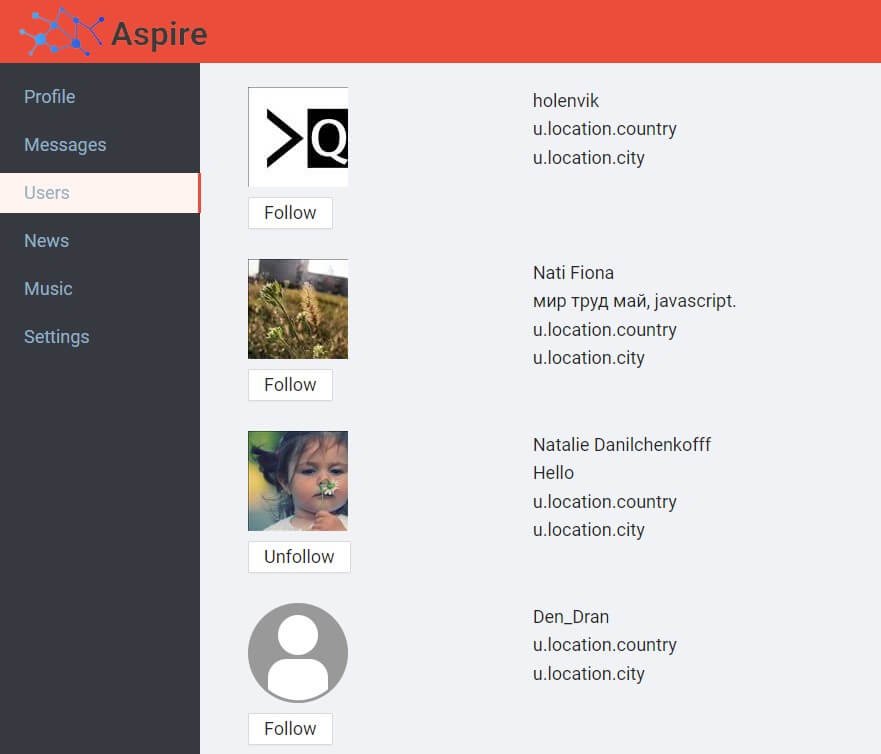 Aspire
Profile
Messages
Users
News
Music
Settings
>Q
Follow
holenvik
u.location.country
u.location.city
Follow
Nati Fiona
мир труд май, javascript.
u.location.country
u.location.city
Unfollow
Natalie Danilchenkofff
Hello
u.location.country
u.location.city
Follow
Den_Dran
u.location.country
u.location.city